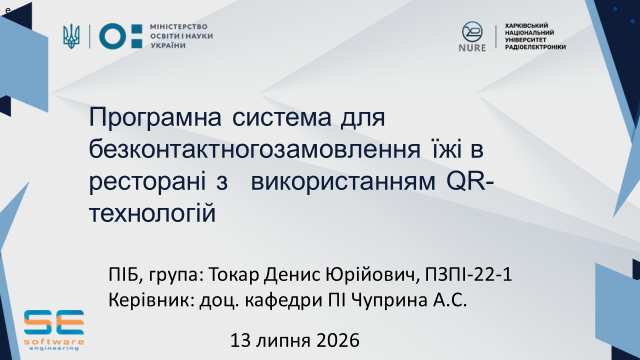 е
МІНІСТЕРСТВО
ОСВІТИ І НАУКИ
УКРАЇНИ
NURE
ХАРКІВСЬКИЙ
НАЦІОНАЛЬНИЙ
УНІВЕРСИТЕТ
РАДІОЕЛЕКТРОНІКИ
Програмна система для
безконтактногозамовлення їжі в
ресторані з використанням QR-
технологій
ПІБ, група: Токар Денис Юрійович, ПЗПІ-22-1
Керівник: доц. кафедри ПІ Чуприна А.С.
SE
software
engineering
13 липня 2026